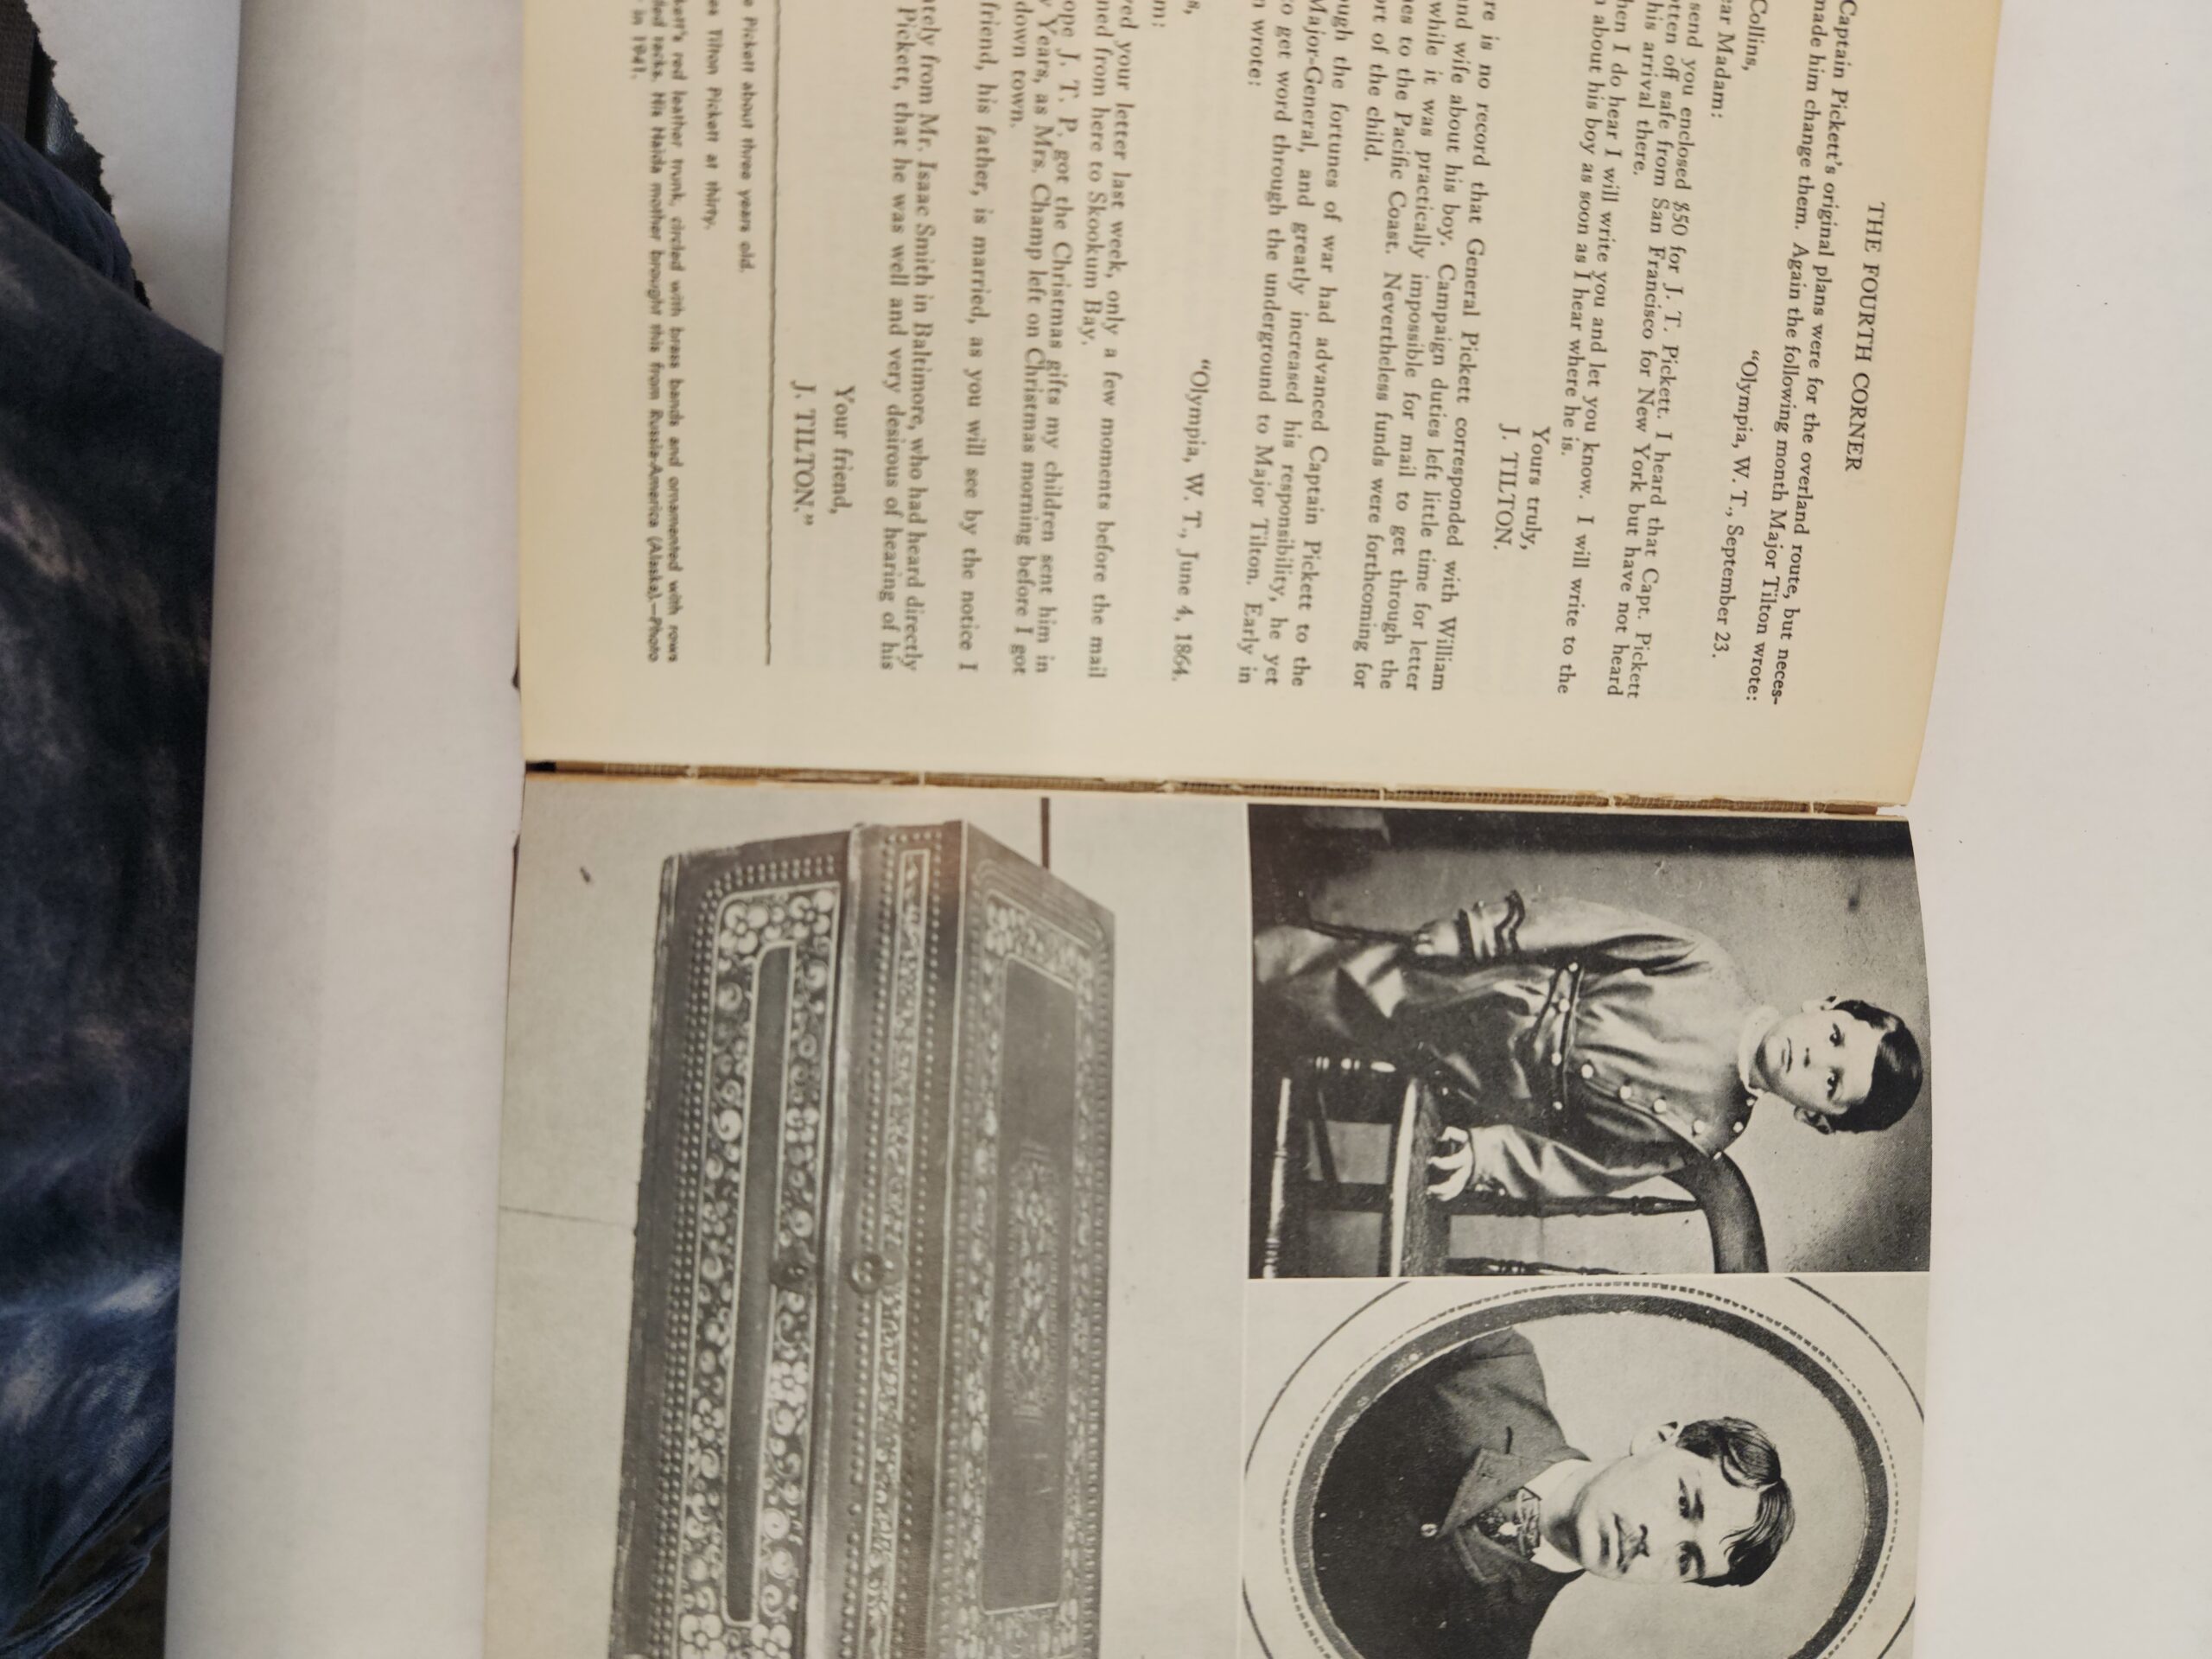 THE FOURTH CORNER
Captain Pickett's original plans were for the overland route, but neces-
made him change them. Again the following month Major Tilton wrote:
"Olympia, W. T., September 23.
Collins,
ear Madam:
send you enclosed $50 for J. T. Pickett. I heard that Capt. Pickett
tten off safe from San Francisco for New York but have not heard
his arrival there.
hen I do hear I will write you and let you know. I will write to the
n about his boy as soon as I hear where he is.
Yours truly,
J. TILTON.
re is no record that General Pickett corresponded with William
and wife about his boy. Campaign duties left little time for letter
while it was practically impossible for mail to get through the
nes to the Pacific Coast. Nevertheless funds were forthcoming for
ort of the child.
ough the fortunes of war had advanced Captain Pickett to the
Major-General, and greatly increased his responsibility, he yet
to get word through the underground to Major Tilton. Early in
n wrote:
"Olympia, W. T., June 4, 1864.
s,
m:
ved your letter last week, only a few moments before the mail
ned from here to Skookum Bay.
ope J. T. P. got the Christmas gifts my children sent him in
w Years, as Mrs. Champ left on Christmas morning before I got
down town.
friend, his father, is married, as you will see by the notice I
ately from Mr. Isaac Smith in Baltimore, who had heard directly
Pickett, that he was well and very desirous of hearing of his
Your friend,
J. TILTON."
e Pickett about three years old.
es Tilton Pickett at thirty.
kett's red leather trunk, circled with brass bands and ornamented with rows
ded tacks. His Haida mother brought this from Russia-America (Alaska).—Photo
in 1941.